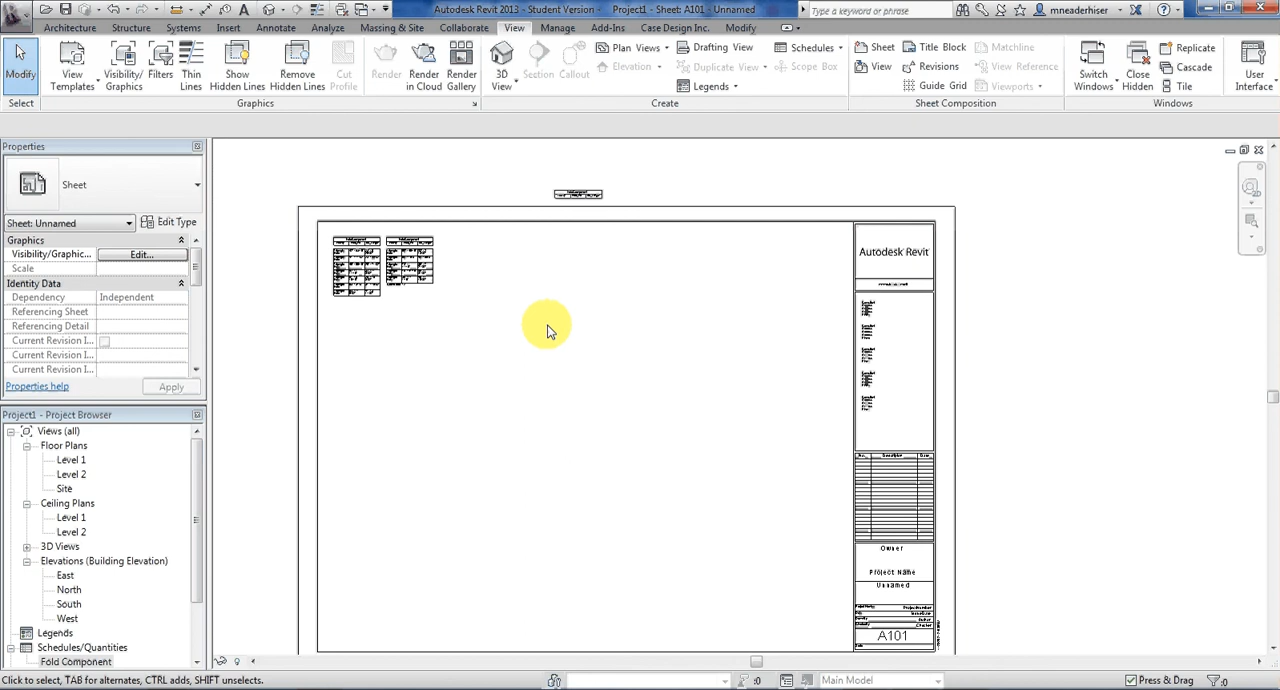 Autodesk Revit 2013 - Student Version - Project1 - Sheet: A101 - Unnamed
Type a keyword or phrase
mneaderhiser
Architecture Structure Systems Insert Annotate Analyze Massing & Site Collaborate View Manage Add-Ins Case Design Inc. Modify
Modify
View Templates
Visibility/ Graphics
Filters
Thin Lines
Show Hidden Lines
Remove Hidden Lines
Cut Profile
Render
Render in Cloud
Render Gallery
3D View
Section
Callout
Plan Views
Elevation
Drafting View
Duplicate View
Legends
Schedules
Scope Box
Sheet
View
Title Block
Revisions
Guide Grid
Matchline
View Reference
Viewports
Switch Windows
Close Hidden
Replicate
Cascade
Tile
User Interface
Select Graphics Create Sheet Composition Windows
Properties
Sheet
Sheet: Unnamed Edit Type
Graphics
Visibility/Graphic... Edit...
Scale
Identity Data
Dependency Independent
Referencing Sheet
Referencing Detail
Current Revision I...
Current Revision I...
Current Revision I...
Properties help Apply
Project1 - Project Browser
Views (all)
Floor Plans
Level 1
Level 2
Site
Ceiling Plans
Level 1
Level 2
3D Views
Elevations (Building Elevation)
East
North
South
West
Legends
Schedules/Quantities
Fold Component
Autodesk Revit
Owner
Project Name
Unnamed
A101
Click to select, TAB for alternates, CTRL adds, SHIFT unselects.
:0
Main Model
Press & Drag
:0